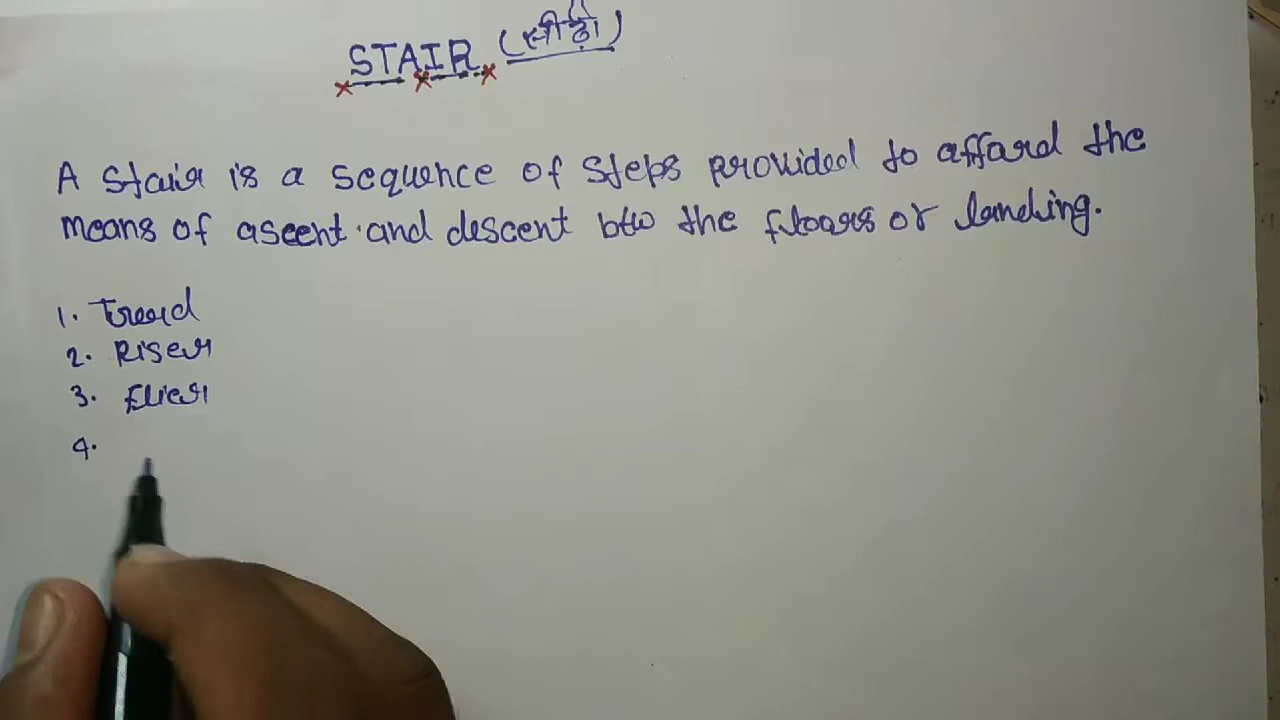 STAIR (सीढ़ी)
A Stair is a sequence of Steps provided to affard the
means of ascent and descent btw the floors or landing.
1. Tread
2. Riser
3. Flier
4.